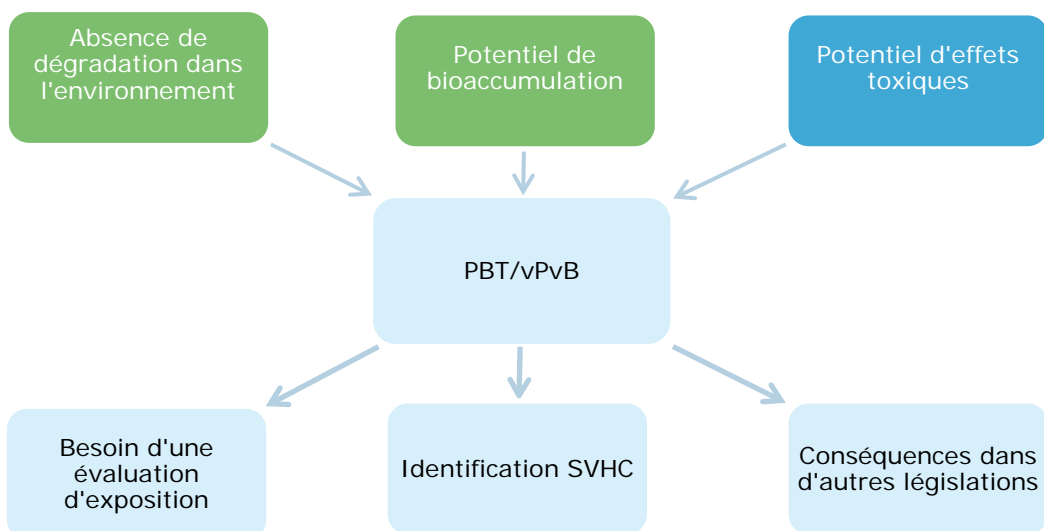 Absence de
dégradation dans
l'environnement
Potentiel de
bioaccumulation
Potentiel d'effets
toxiques
PBT/vPvB
Besoin d'une
évaluation
d'exposition
Identification SVHC
Conséquences dans
d'autres législations